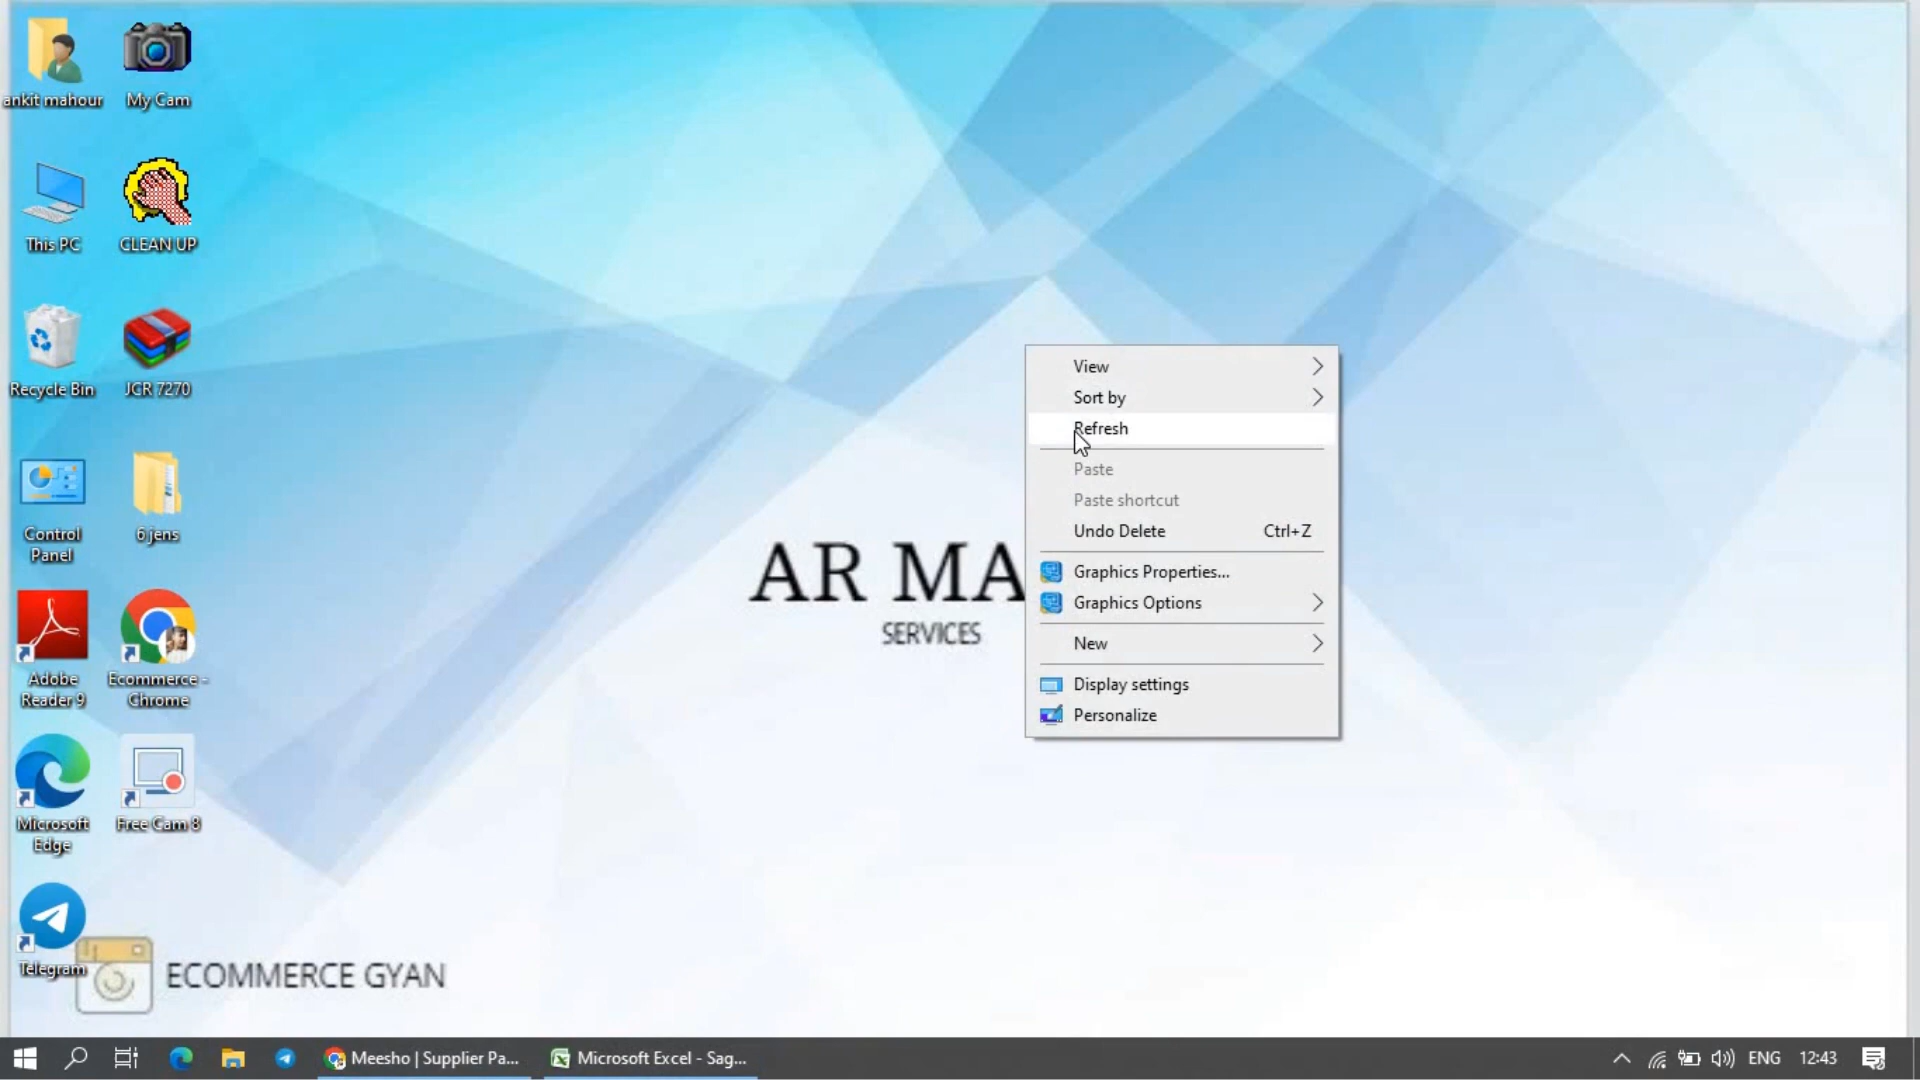 ankit mahour
My Cam
This PC
CLEAN UP
Recycle Bin
JCR 7270
Control
Panel
6 jens
Adobe
Reader 9
Ecommerce -
Chrome
Microsoft
Edge
Free Cam 8
Telegram
ECOMMERCE GYAN
AR MA
SERVICES
View
Sort by
Refresh
Paste
Paste shortcut
Undo Delete Ctrl+Z
Graphics Properties...
Graphics Options
New
Display settings
Personalize
Meesho | Supplier Pa...
Microsoft Excel - Sag...
ENG
12:43